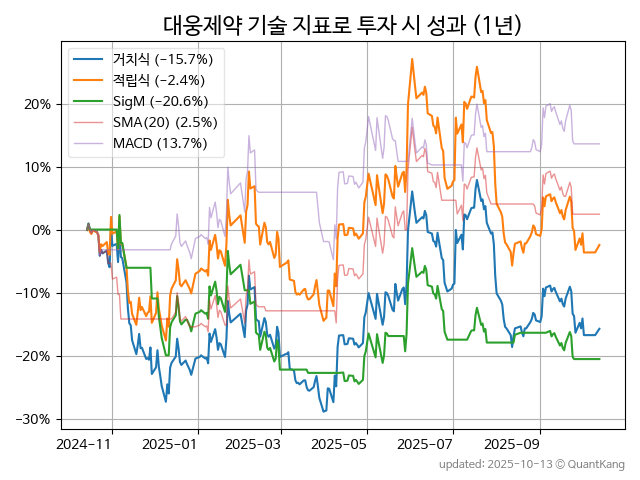 대웅제약 기술 지표로 투자 시 성과 (1년)
거치식 (−15.7%)
적립식 (−2.4%)
SigM (−20.6%)
SMA(20) (2.5%)
MACD (13.7%)
20%
10%
0%
−10%
−20%
−30%
2024−11 2025−01 2025−03 2025−05 2025−07 2025−09
updated: 2025-10-13 © QuantKang